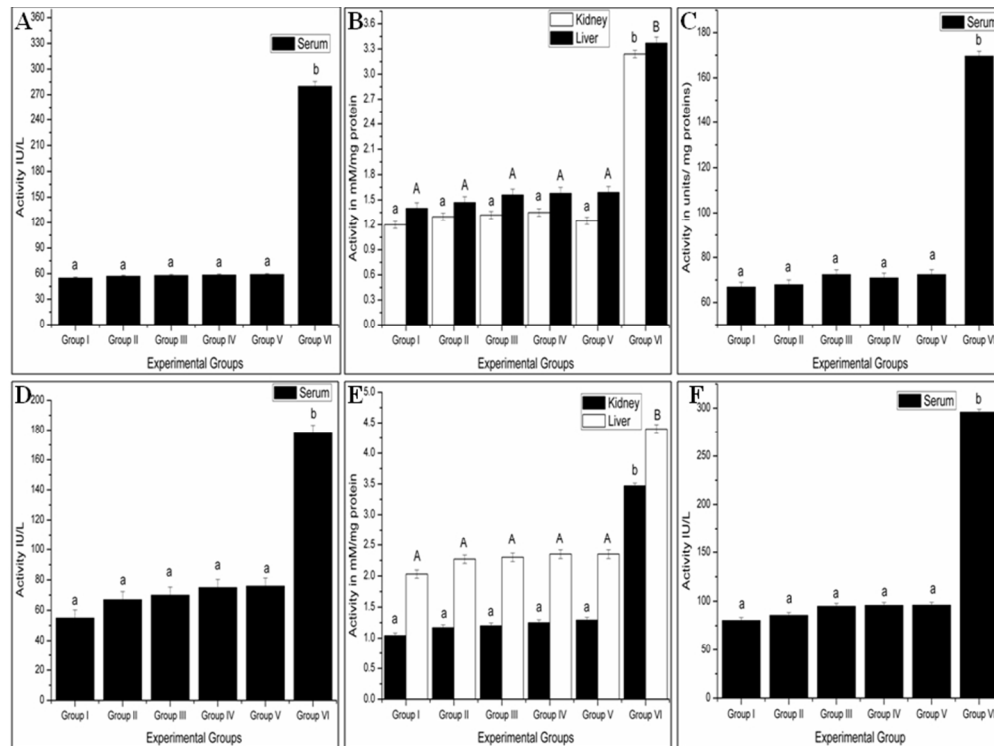 A
Serum
Activity IU/L
360
330
300
270
240
210
180
150
120
90
60
30
0
a a a a a b
Group I Group II Group III Group IV Group V Group VI
Experimental Groups
B
Kidney
Liver
Activity in mM/mg protein
3.6
3.3
3.0
2.7
2.4
2.1
1.8
1.5
1.2
0.9
0.6
0.3
0.0
a A a A a A a A a A b B
Group I Group II Group III Group IV Group V Group VI
Experimental Groups
C
Serum
Activity in units/ mg proteins)
180
160
140
120
100
80
60
a a a a a b
Group I Group II Group III Group IV Group V Group VI
Experimental Groups
D
Serum
Activity IU/L
200
180
160
140
120
100
80
60
40
20
0
a a a a a b
Group I Group II Group III Group IV Group V Group VI
Experimental Groups
E
Kidney
Liver
Activity in mM/mg protein
5.0
4.5
4.0
3.5
3.0
2.5
2.0
1.5
1.0
0.5
0.0
a A a A a A a A a A b B
Group I Group II Group III Group IV Group V Group VI
Experimental Groups
F
Serum
Activity IU/L
300
250
200
150
100
50
0
a a a a a b
Group I Group II Group III Group IV Group V Group VI
Experimental Group